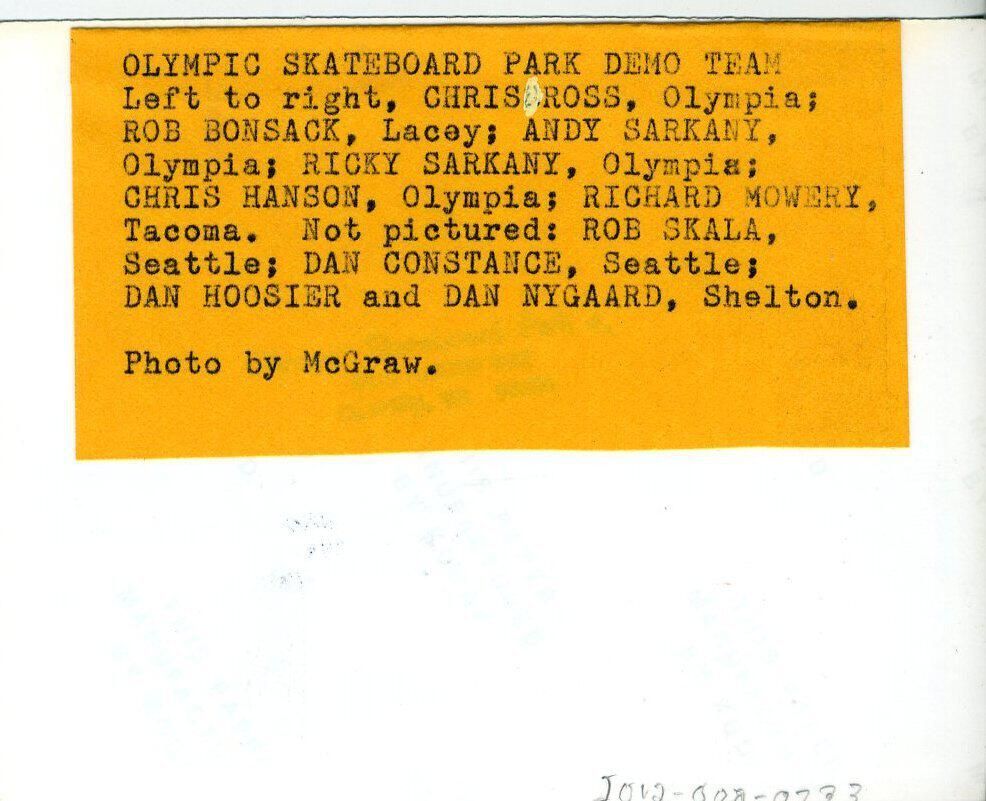 OLYMPIC SKATEBOARD PARK DEMO TEAM
Left to right, CHRIS ROSS, Olympia;
ROB BONSACK, Lacey; ANDY SARKANY,
Olympia; RICKY SARKANY, Olympia;
CHRIS HANSON, Olympia; RICHARD MOWERY,
Tacoma. Not pictured: ROB SKALA,
Seattle; DAN CONSTANCE, Seattle;
DAN HOOSIER and DAN NYGAARD, Shelton.
Photo by McGraw.